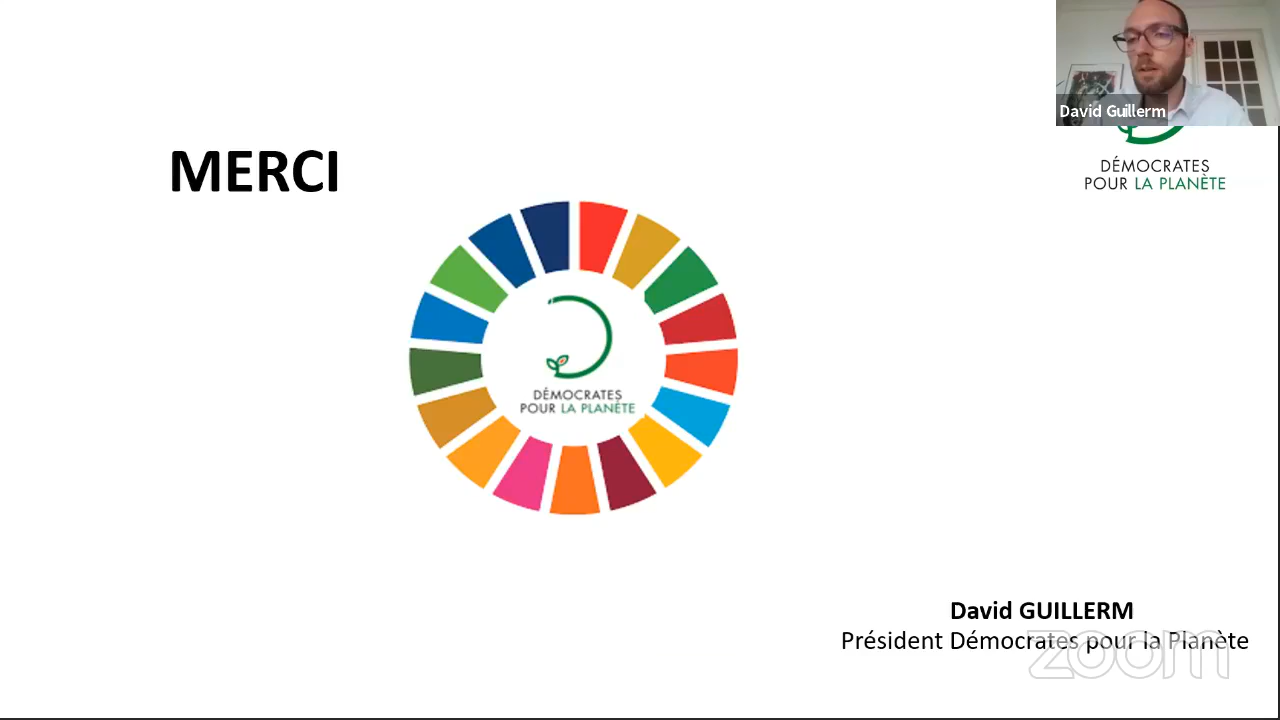 David Guillerm
DÉMOCRATES
POUR LA PLANÈTE
MERCI
DÉMOCRATES
POUR LA PLANÈTE
David GUILLERM
Président Démocrates pour la Planète
zoom